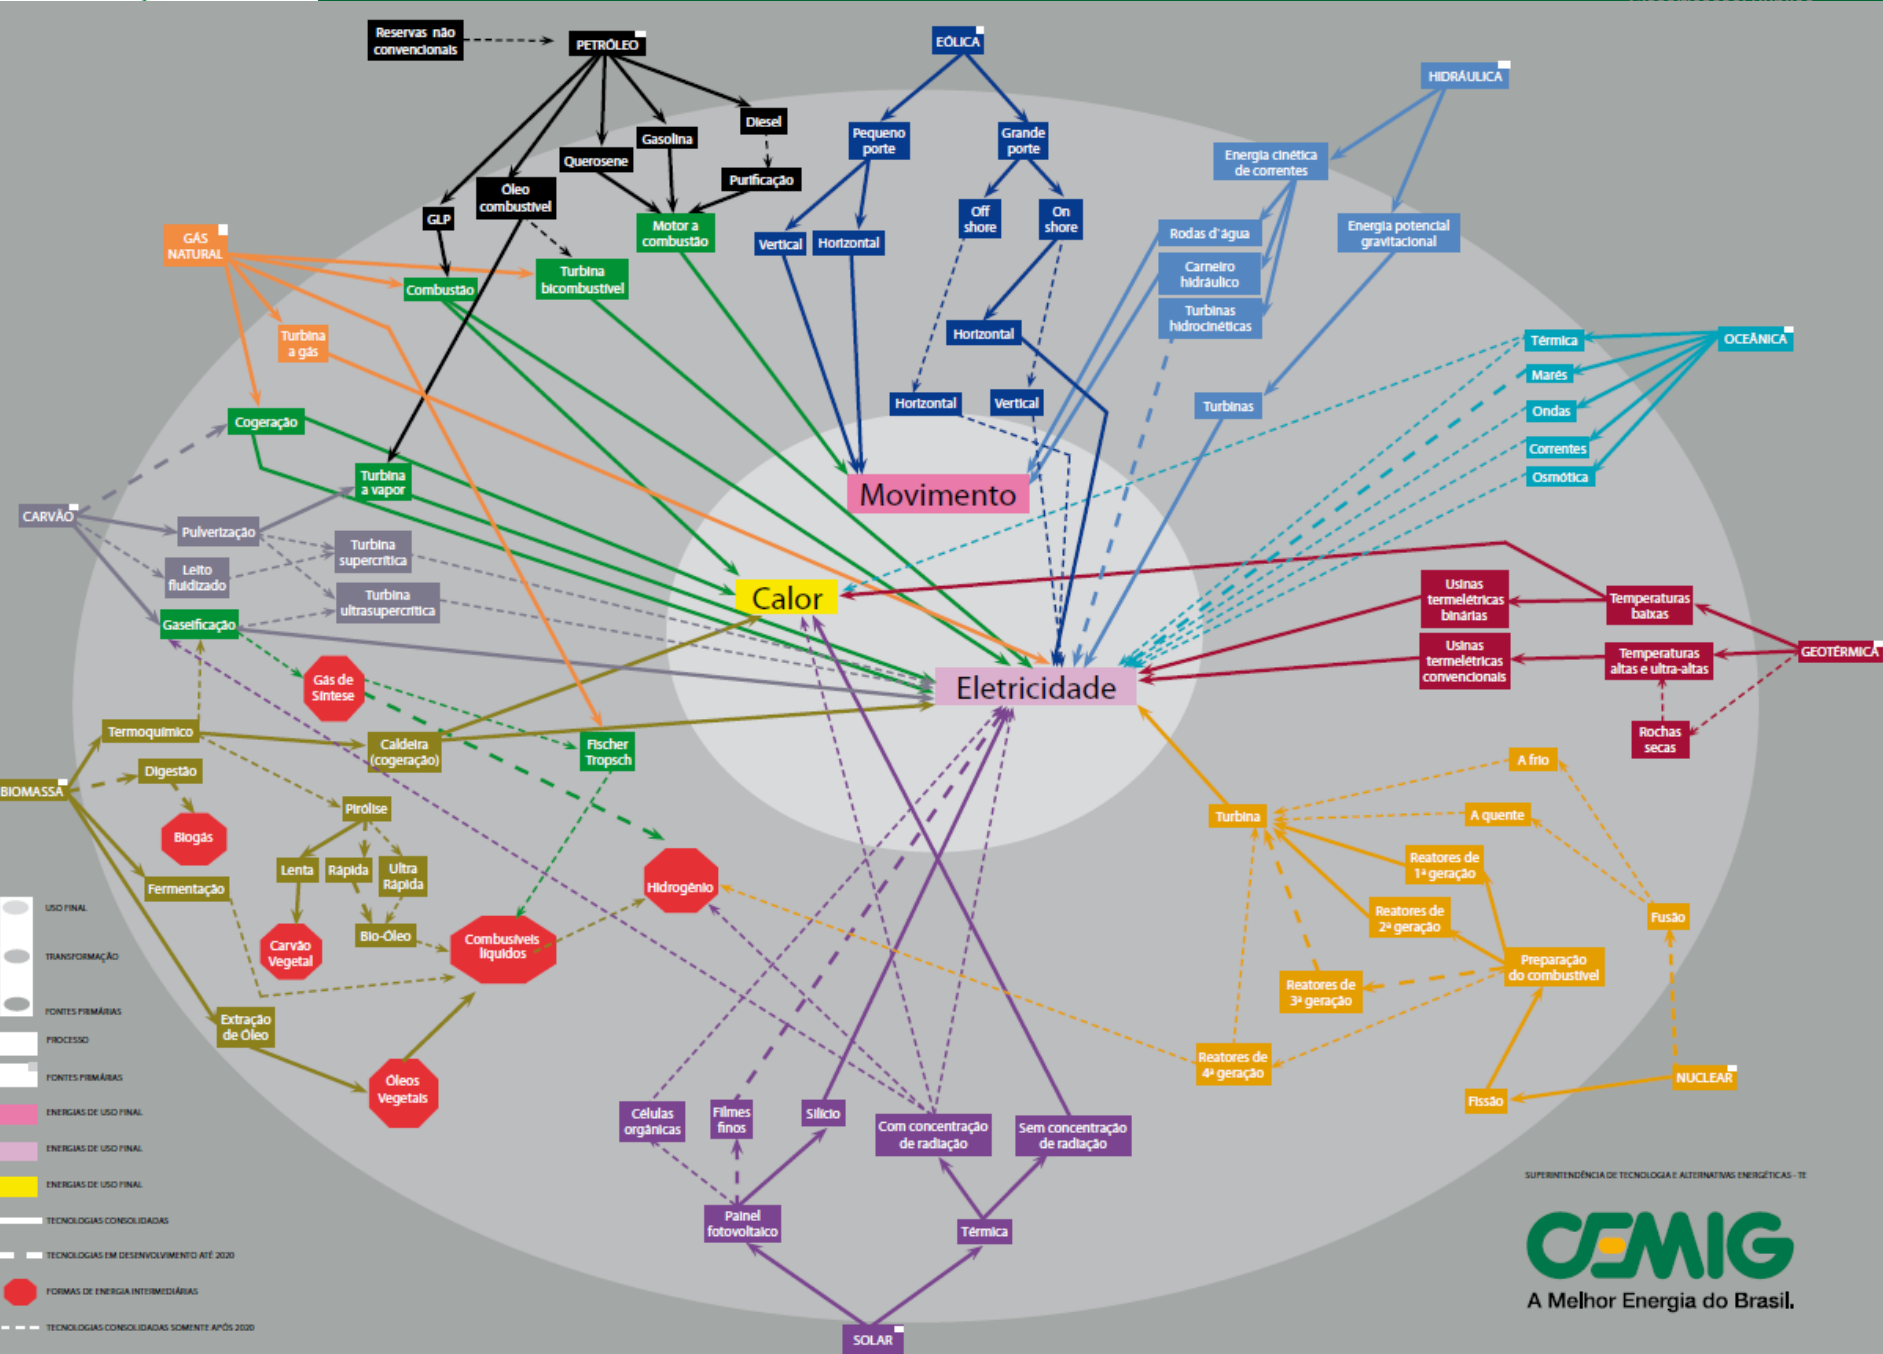 Reservas não
convencionais
PETRÓLEO
EÓLICA
HIDRÁULICA
Diesel
Gasolina
Querosene
Purificação
Óleo
combustível
GLP
Motor a
combustão
Pequeno
porte
Grande
porte
Energia cinética
de correntes
Off
shore
On
shore
Vertical
Horizontal
Rodas d`água
Energia potencial
gravitacional
GÁS
NATURAL
Combustão
Turbina
bicombustível
Carneiro
hidráulico
Turbinas
hidrocinéticas
Turbina
a gás
Horizontal
Térmica
OCEÂNICA
Marés
Ondas
Correntes
Osmótica
Horizontal
Vertical
Turbinas
Cogeração
Turbina
a vapor
Movimento
CARVÃO
Pulverização
Leito
fluidizado
Turbina
supercrítica
Turbina
ultrasupercrítica
Gaseificação
Calor
Usinas
termelétricas
binárias
Temperaturas
baixas
Usinas
termelétricas
convencionais
Temperaturas
altas e ultra-altas
GEOTÉRMICA
Rochas
secas
Eletricidade
Gás de
Síntese
Termoquímico
Caldeira
(cogeração)
Fischer
Tropsch
BIOMASSA
Digestão
Biogás
Pirólise
Lenta
Rápida
Ultra
Rápida
Fermentação
Carvão
Vegetal
Bio-Óleo
Combusíveis
líquidos
Hidrogênio
Extração
de Óleo
Óleos
Vegetais
A frio
A quente
Turbina
Reatores de
1ª geração
Reatores de
2ª geração
Fusão
Preparação
do combustível
Reatores de
3ª geração
Reatores de
4ª geração
Fissão
NUCLEAR
Células
orgânicas
Filmes
finos
Silício
Com concentração
de radiação
Sem concentração
de radiação
Painel
fotovoltaico
Térmica
SOLAR
USO FINAL
TRANSFORMAÇÃO
FONTES PRIMÁRIAS
PROCESSO
FONTES PRIMÁRIAS
ENERGIAS DE USO FINAL
ENERGIAS DE USO FINAL
ENERGIAS DE USO FINAL
TECNOLOGIAS CONSOLIDADAS
TECNOLOGIAS EM DESENVOLVIMENTO ATÉ 2020
FORMAS DE ENERGIA INTERMEDIÁRIAS
TECNOLOGIAS CONSOLIDADAS SOMENTE APÓS 2020
SUPERINTENDÊNCIA DE TECNOLOGIA E ALTERNATIVAS ENERGÉTICAS - TE
CEMIG
A Melhor Energia do Brasil.